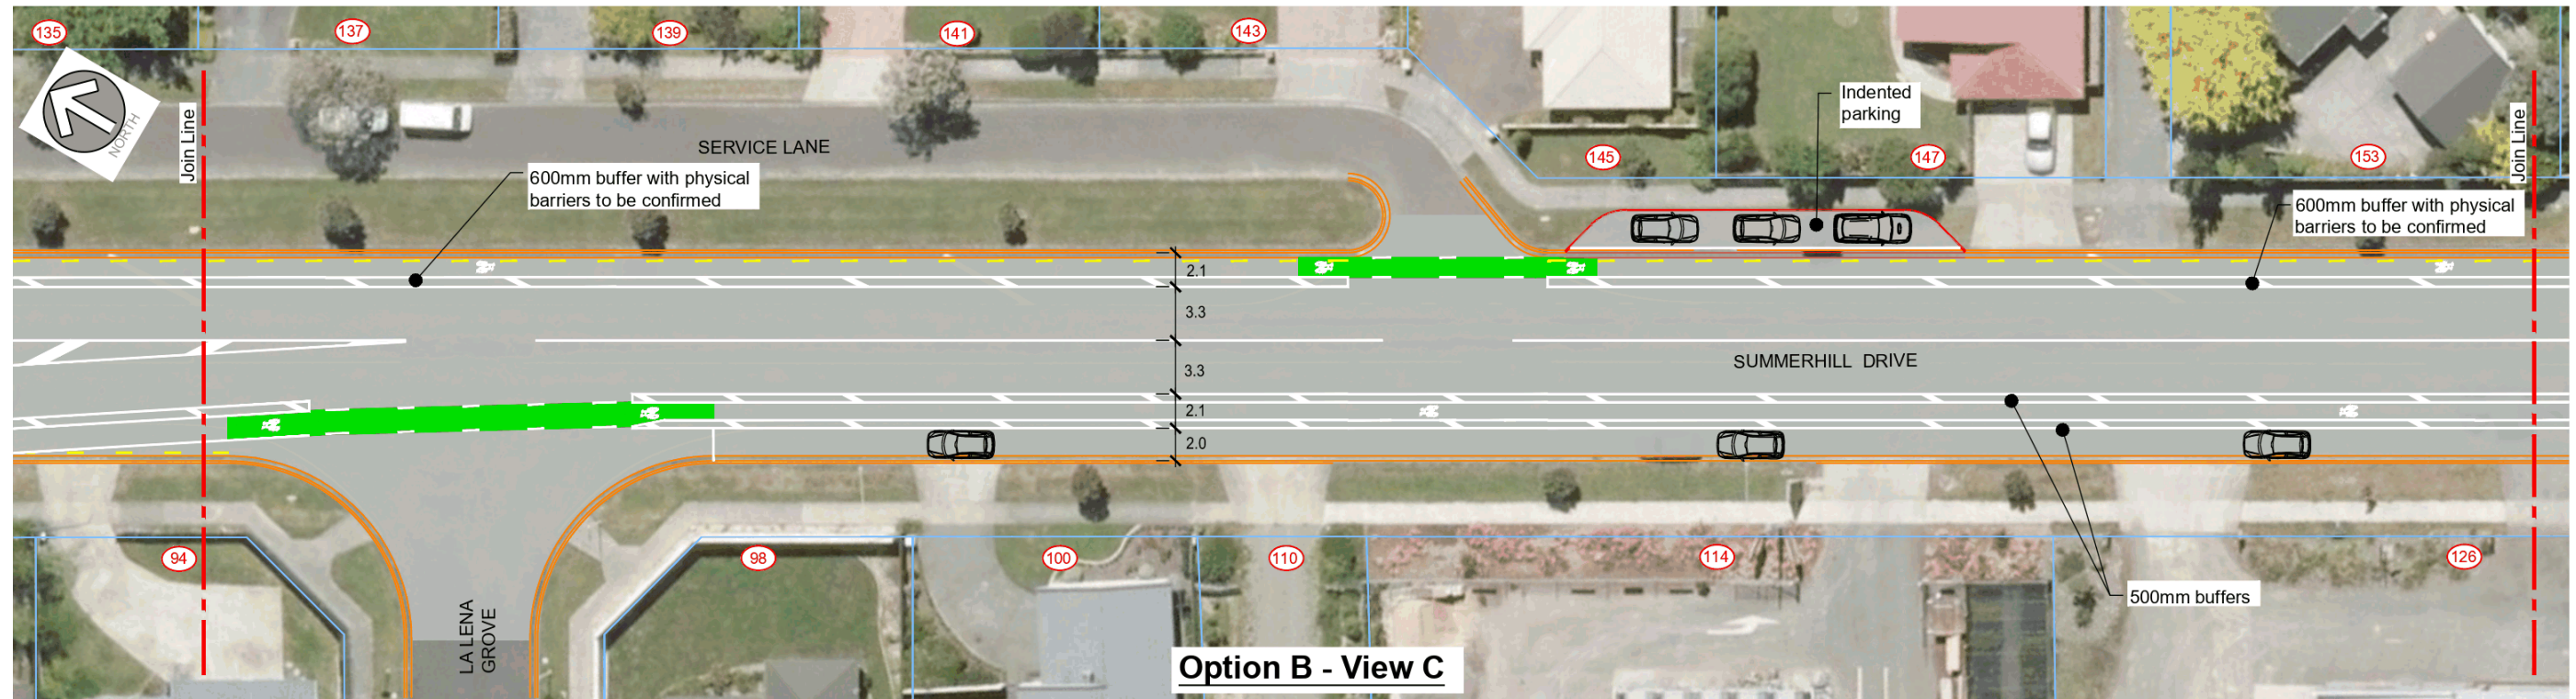 135
137
139
141
143
NORTH
Join Line
SERVICE LANE
600mm buffer with physical
barriers to be confirmed
Indented
parking
145
147
153
Join Line
600mm buffer with physical
barriers to be confirmed
2.1
3.3
3.3
2.1
2.0
SUMMERHILL DRIVE
94
98
100
110
114
126
LA LENA
GROVE
500mm buffers
Option B - View C